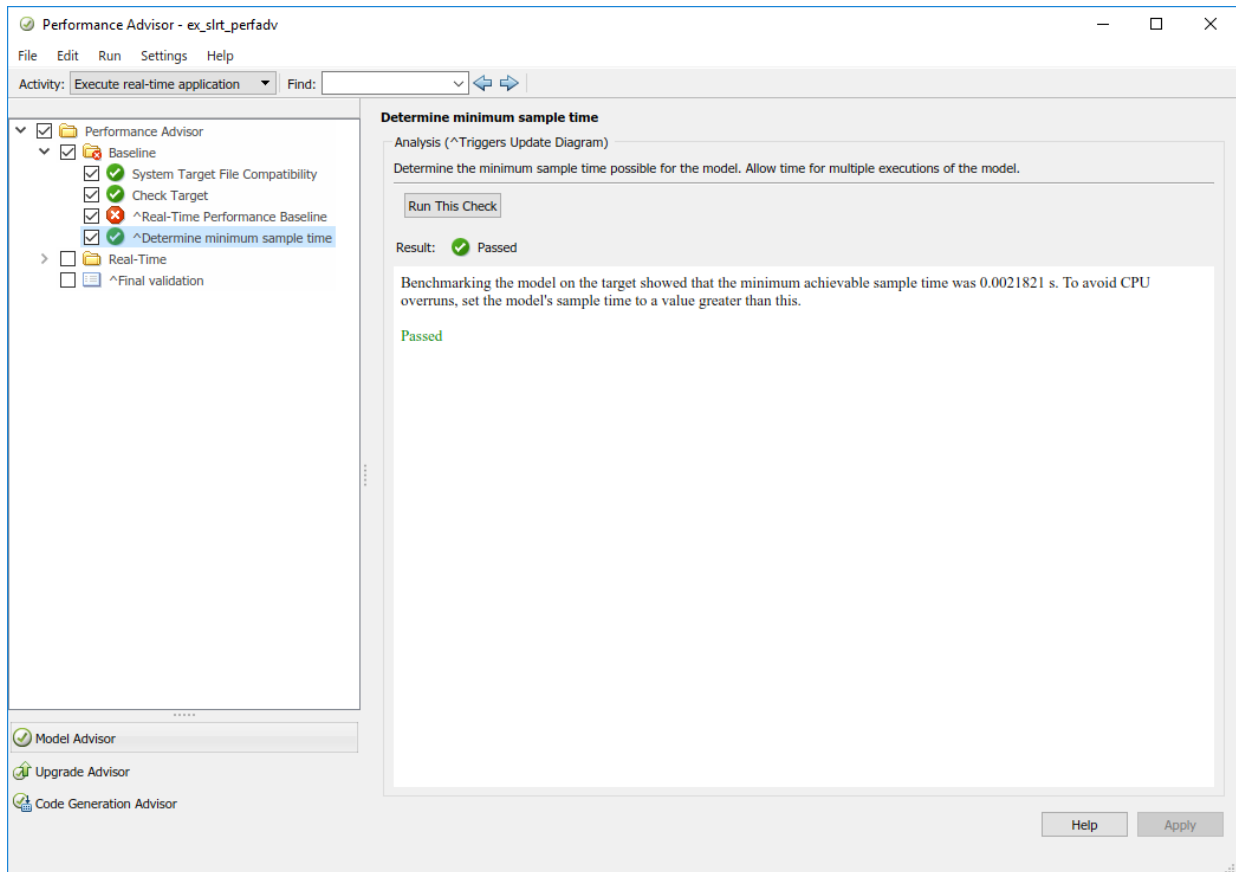 Performance Advisor - ex_slrt_perfadv
File Edit Run Settings Help
Activity: Execute real-time application Find:
Performance Advisor
Baseline
System Target File Compatibility
Check Target
^Real-Time Performance Baseline
^Determine minimum sample time
Real-Time
^Final validation
Model Advisor
Upgrade Advisor
Code Generation Advisor
Determine minimum sample time
Analysis (^Triggers Update Diagram)
Determine the minimum sample time possible for the model. Allow time for multiple executions of the model.
Run This Check
Result: Passed
Benchmarking the model on the target showed that the minimum achievable sample time was 0.0021821 s. To avoid CPU
overruns, set the model's sample time to a value greater than this.
Passed
Help Apply